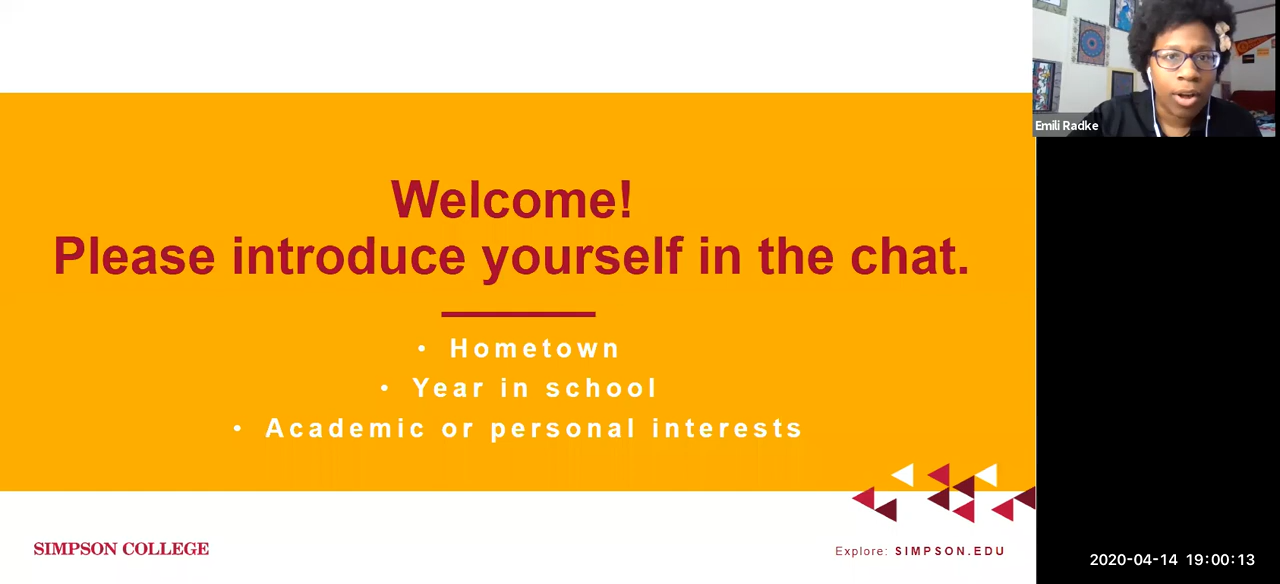 Welcome!
Please introduce yourself in the chat.
• Hometown
• Year in school
• Academic or personal interests
SIMPSON COLLEGE
Explore: SIMPSON.EDU
Emili Radke
2020-04-14 19:00:13